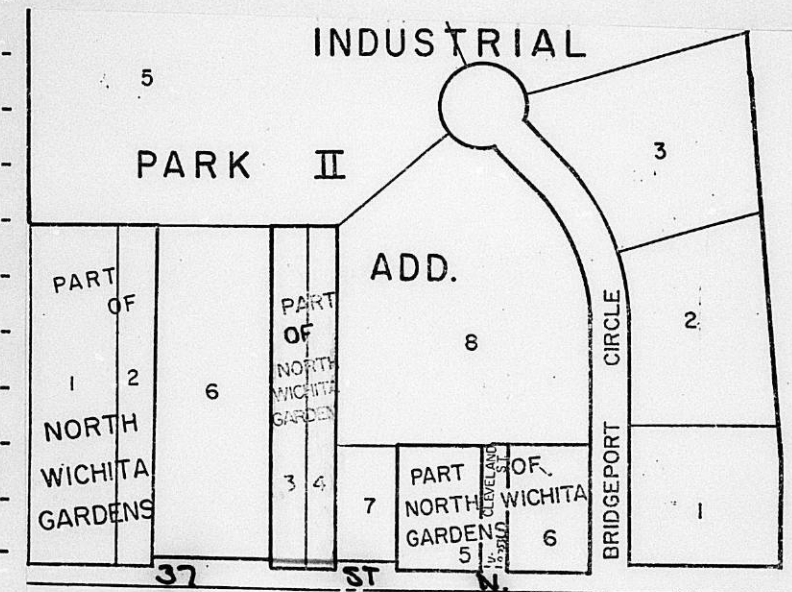 INDUSTRIAL
5
PARK II
3
ADD.
PART
OF
1 2
NORTH
WICHITA
GARDENS
6
PART
OF
NORTH
WICHITA
GARDENS
3 4
8
2
BRIDGEPORT CIRCLE
7
PART OF
NORTH WICHITA
GARDENS
5
6
CLEVELAND
ST.
1
37 ST N.